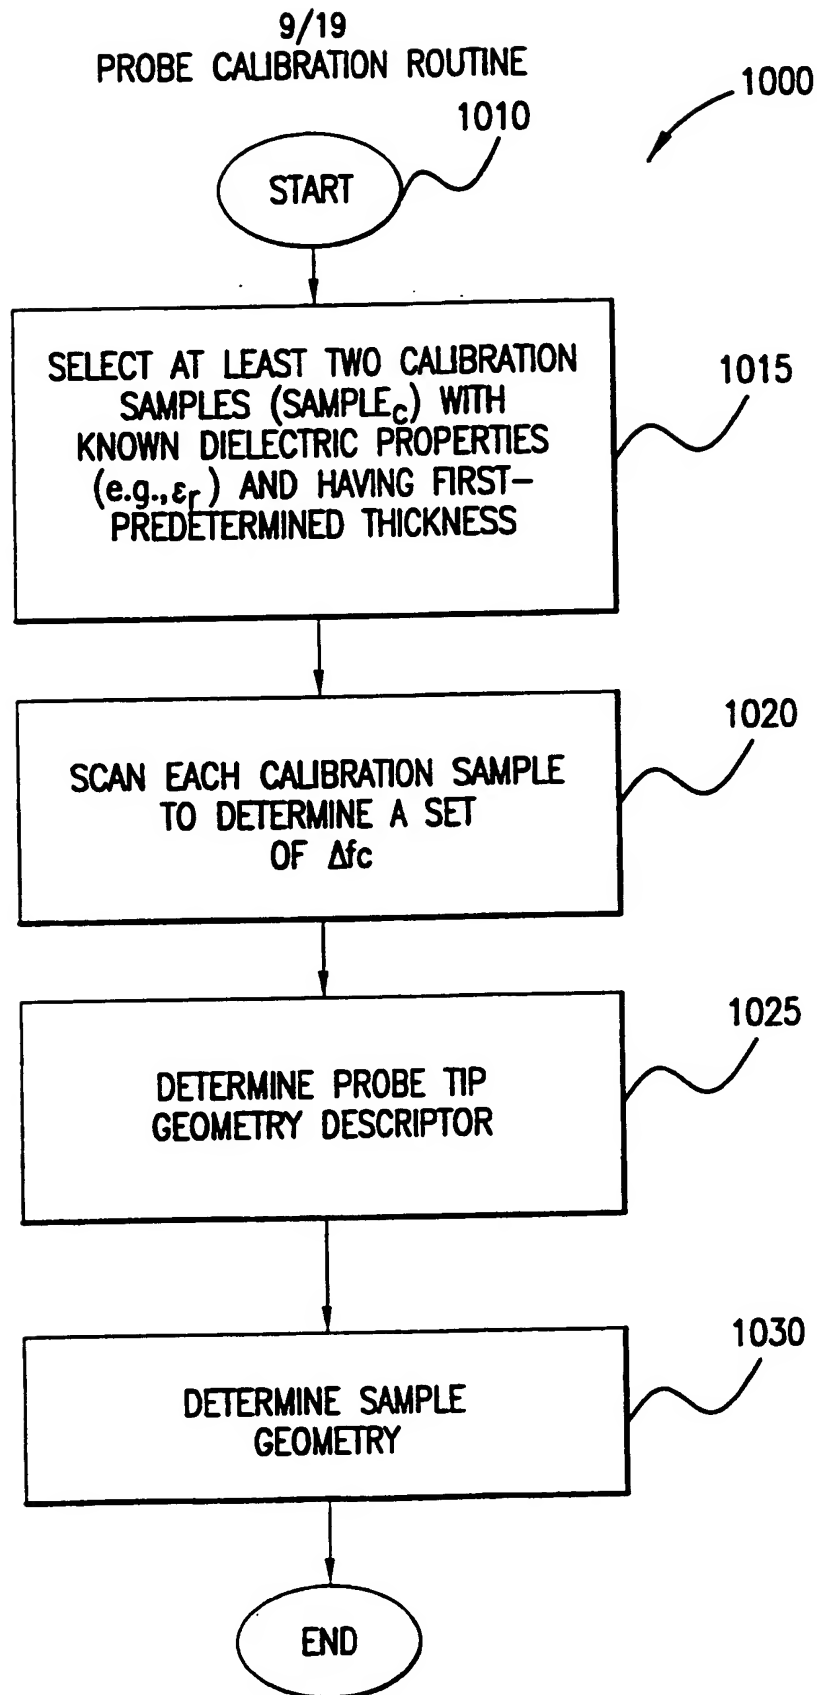 9/19
PROBE CALIBRATION ROUTINE
1000
1010
START
SELECT AT LEAST TWO CALIBRATION
SAMPLES (SAMPLEc) WITH
KNOWN DIELECTRIC PROPERTIES
(e.g.,εr) AND HAVING FIRST-
PREDETERMINED THICKNESS
1015
SCAN EACH CALIBRATION SAMPLE
TO DETERMINE A SET
OF Δfc
1020
DETERMINE PROBE TIP
GEOMETRY DESCRIPTOR
1025
DETERMINE SAMPLE
GEOMETRY
1030
END